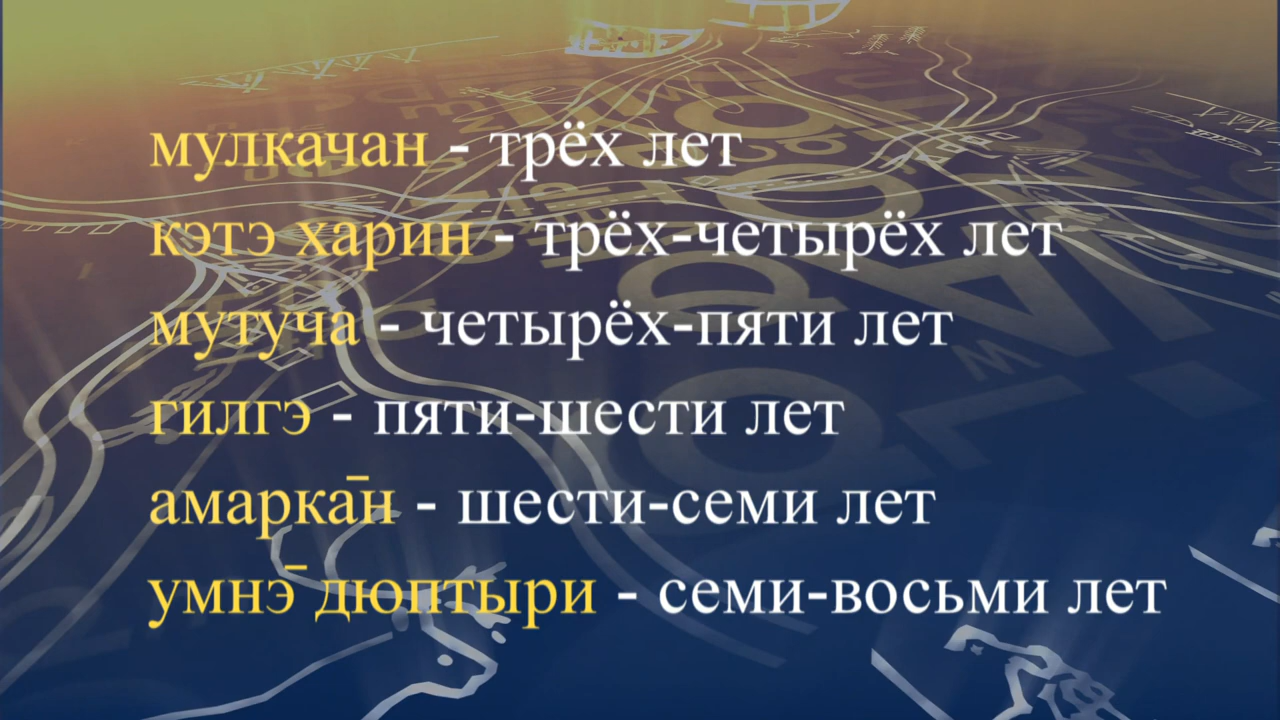 мулкачан - трёх лет
кэтэ харин - трёх-четырёх лет
мутуча - четырёх-пяти лет
гилгэ - пяти-шести лет
амарка̄н - шести-семи лет
умнэ̄ дюптыри - семи-восьми лет